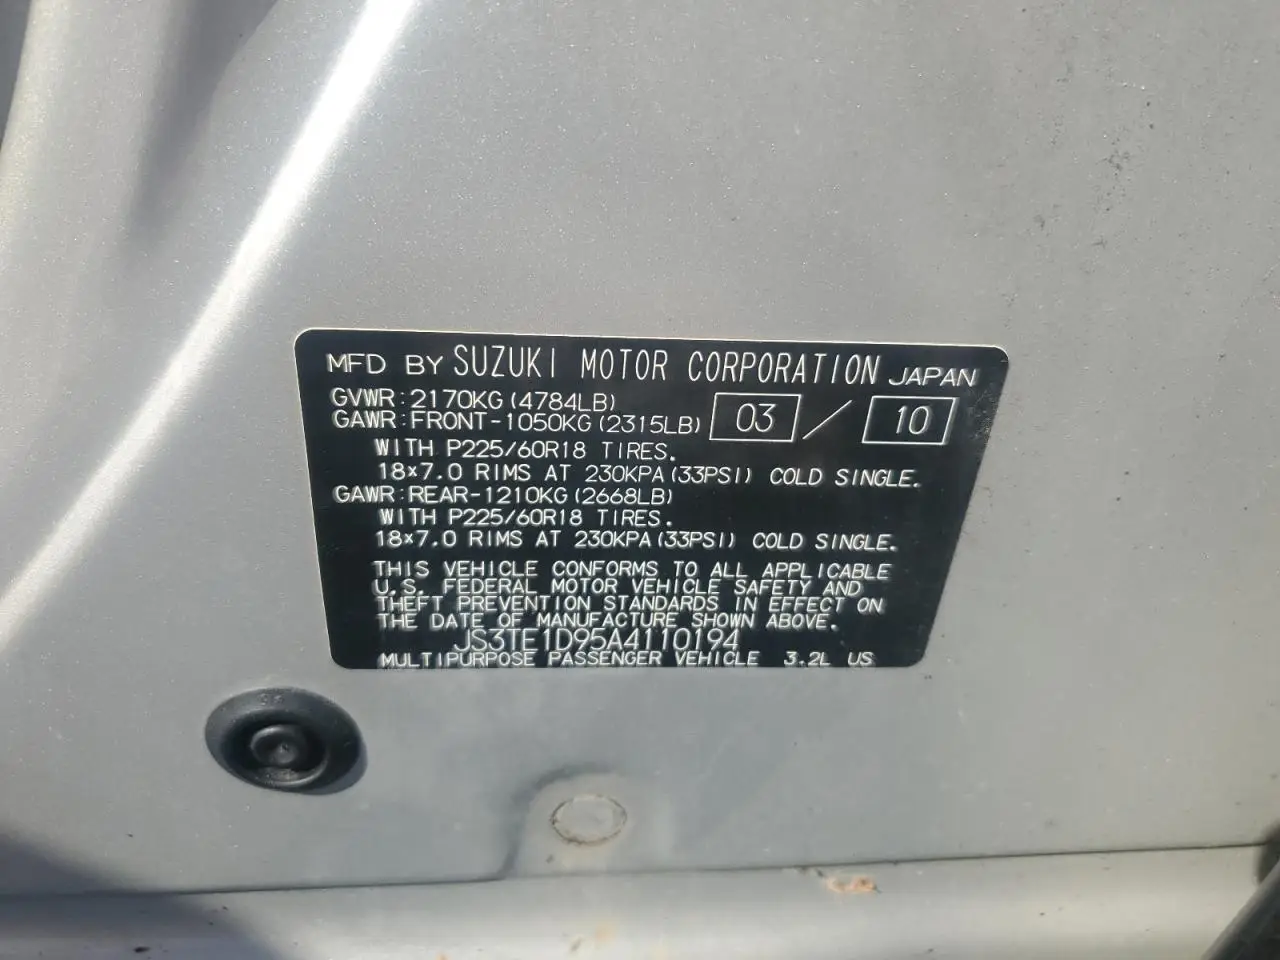 MFD BY SUZUKI MOTOR CORPORATION JAPAN
GVWR:2170KG(4784LB)
GAWR:FRONT-1050KG(2315LB) 03 / 10
WITH P225/60R18 TIRES.
18×7.0 RIMS AT 230KPA(33PSI) COLD SINGLE.
GAWR:REAR-1210KG(2668LB)
WITH P225/60R18 TIRES.
18×7.0 RIMS AT 230KPA(33PSI) COLD SINGLE.
THIS VEHICLE CONFORMS TO ALL APPLICABLE
U.S. FEDERAL MOTOR VEHICLE SAFETY AND
THEFT PREVENTION STANDARDS IN EFFECT ON
THE DATE OF MANUFACTURE SHOWN ABOVE.
JS3TE1D95A4110194
MULTIPURPOSE PASSENGER VEHICLE 3.2L US